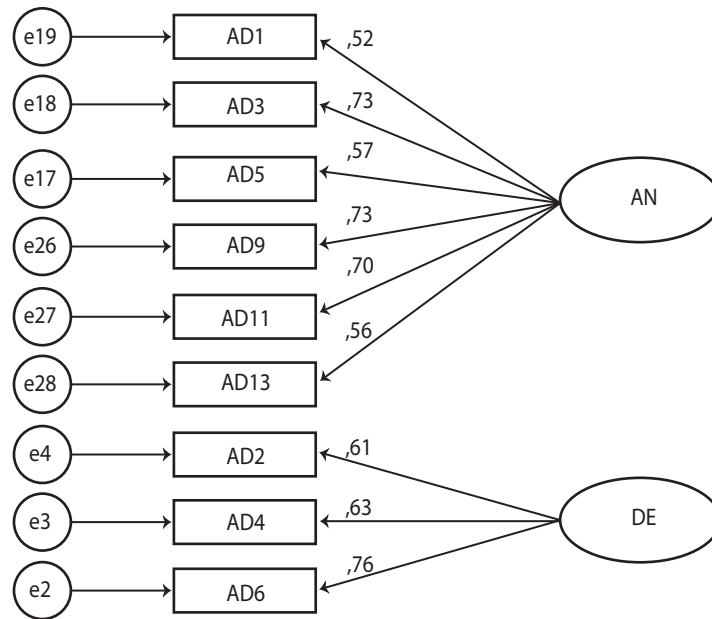 e19 AD1 ,52
e18 AD3 ,73
e17 AD5 ,57
AN
e26 AD9 ,73
e27 AD11 ,70
e28 AD13 ,56
e4 AD2 ,61
e3 AD4 ,63
DE
e2 AD6 ,76